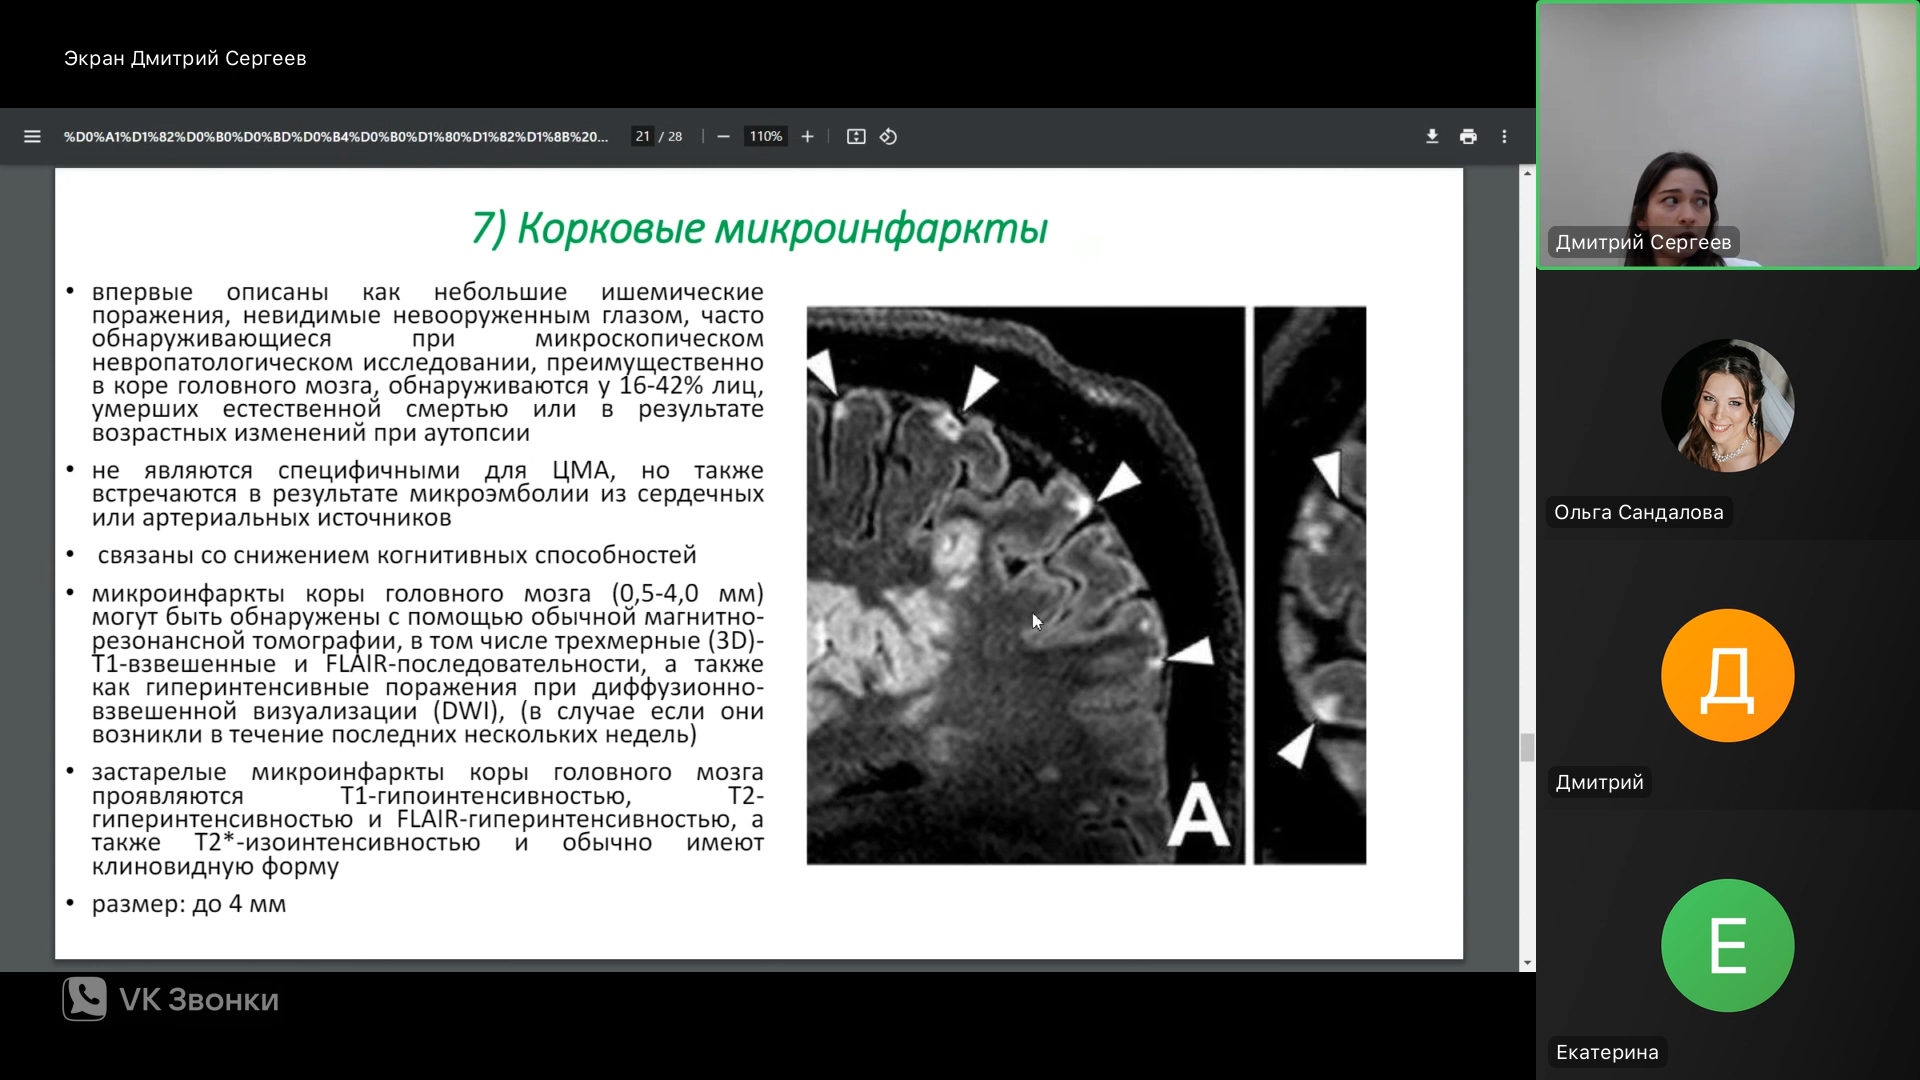 Экран Дмитрий Сергеев
%D0%A1%D1%82%D0%B0%D0%BD%D0%B4%D0%B0%D1%80%D1%82%D1%8B%20...
21 / 28
110%
7) Корковые микроинфаркты
• впервые описаны как небольшие ишемические
поражения, невидимые невооруженным глазом, часто
обнаруживающиеся при микроскопическом
невропатологическом исследовании, преимущественно
в коре головного мозга, обнаруживаются у 16-42% лиц,
умерших естественной смертью или в результате
возрастных изменений при аутопсии
• не являются специфичными для ЦМА, но также
встречаются в результате микроэмболии из сердечных
или артериальных источников
• связаны со снижением когнитивных способностей
• микроинфаркты коры головного мозга (0,5-4,0 мм)
могут быть обнаружены с помощью обычной магнитно-
резонансной томографии, в том числе трехмерные (3D)-
Т1-взвешенные и FLAIR-последовательности, а также
как гиперинтенсивные поражения при диффузионно-
взвешенной визуализации (DWI), (в случае если они
возникли в течение последних нескольких недель)
• застарелые микроинфаркты коры головного мозга
проявляются Т1-гипоинтенсивностью, Т2-
гиперинтенсивностью и FLAIR-гиперинтенсивностью, а
также Т2*-изоинтенсивностью и обычно имеют
клиновидную форму
• размер: до 4 мм
A
VK Звонки
Дмитрий Сергеев
Ольга Сандалова
Д
Дмитрий
Е
Екатерина